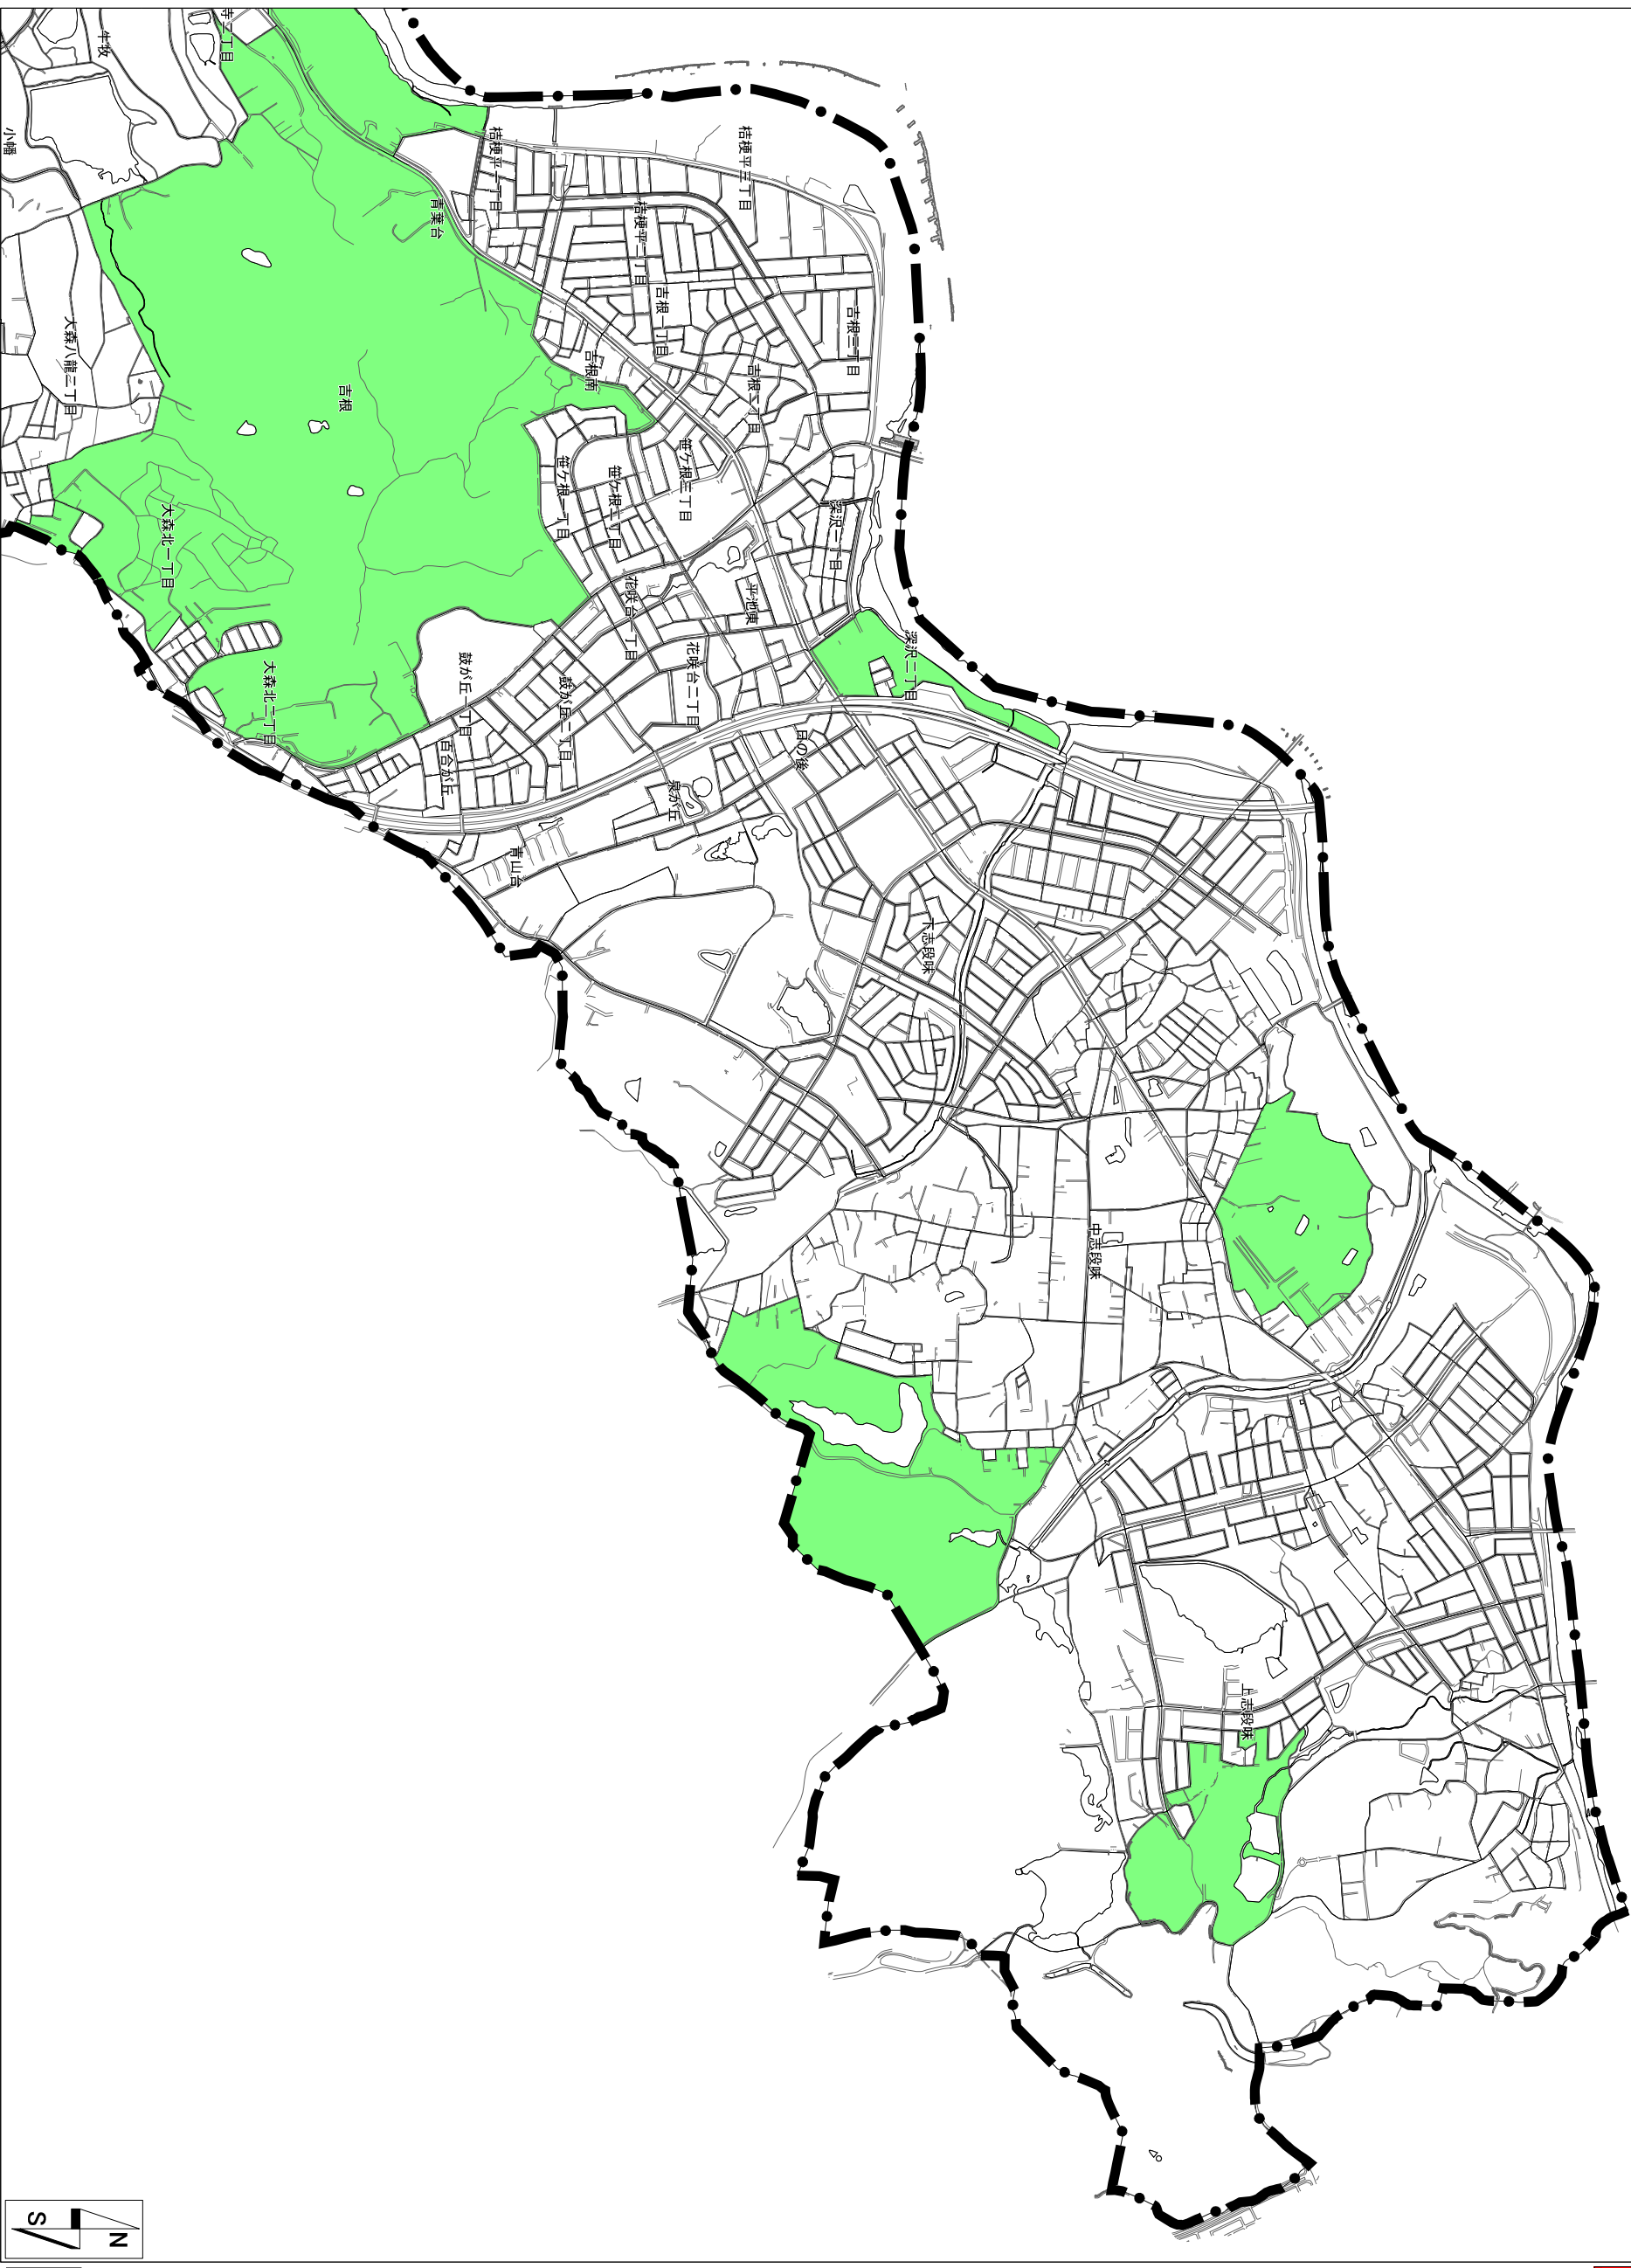 寺二丁目
牛牧
小幡
桔梗平一丁目
桔梗平三丁目
青葉台
桔梗平二丁目
吉根一丁目
吉根三丁目
大森八龍二丁目
吉根南
吉根二丁目
吉根
笹ケ根三丁目
笹ケ根一丁目
笹ケ根二丁目
深沢一丁目
大森北一丁目
花咲台一丁目
平池東
深沢二丁目
花咲台二丁目
大森北二丁目
鼓が丘一丁目
鼓が丘二丁目
百合が丘
日の後
泉が丘
青山台
下志段味
中志段味
上志段味
S
N